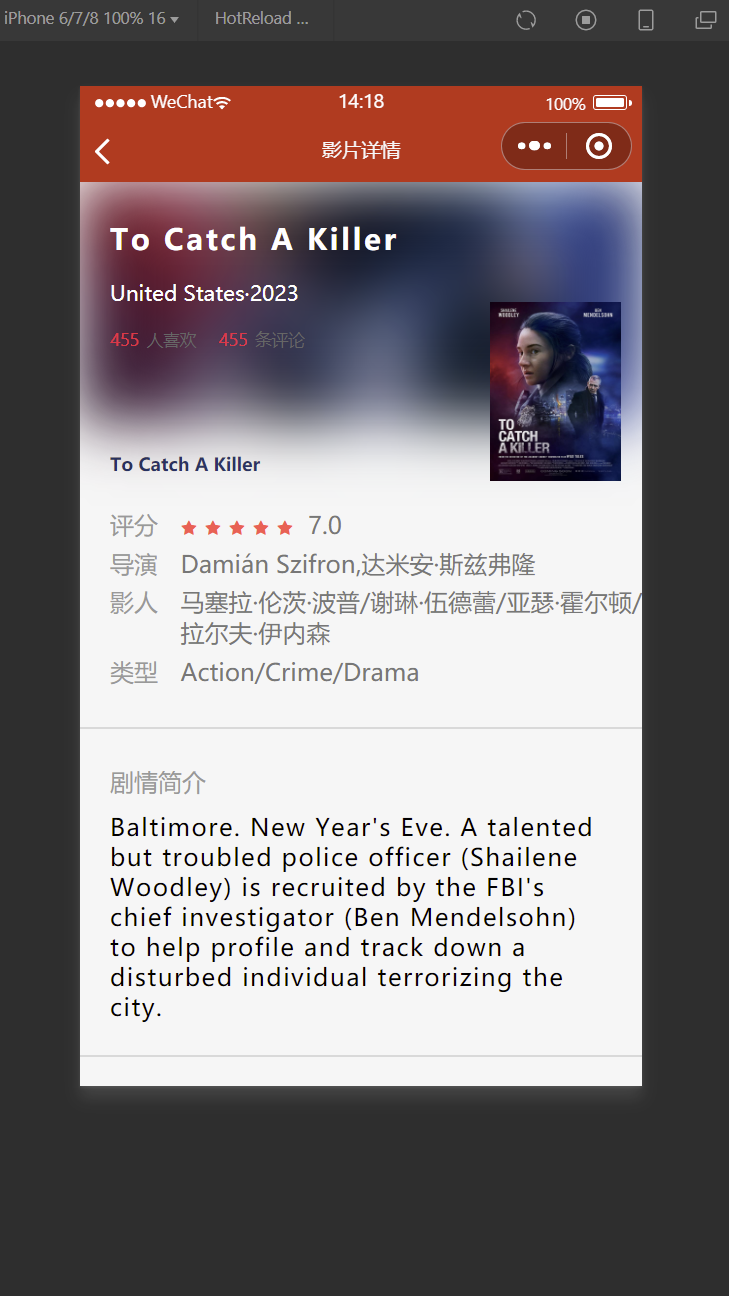 iPhone 6/7/8 100% 16
HotReload ...
WeChat
14:18
100%
影片详情
To Catch A Killer
United States·2023
455 人喜欢 455 条评论
SHAILENE
WOODLEY
BEN
MENDELSOHN
TO
CATCH
A KILLER
To Catch A Killer
评分 7.0
导演 Damián Szifron,达米安·斯兹弗隆
影人 马塞拉·伦茨·波普/谢琳·伍德蕾/亚瑟·霍尔顿/
拉尔夫·伊内森
类型 Action/Crime/Drama
剧情简介
Baltimore. New Year's Eve. A talented
but troubled police officer (Shailene
Woodley) is recruited by the FBI's
chief investigator (Ben Mendelsohn)
to help profile and track down a
disturbed individual terrorizing the
city.